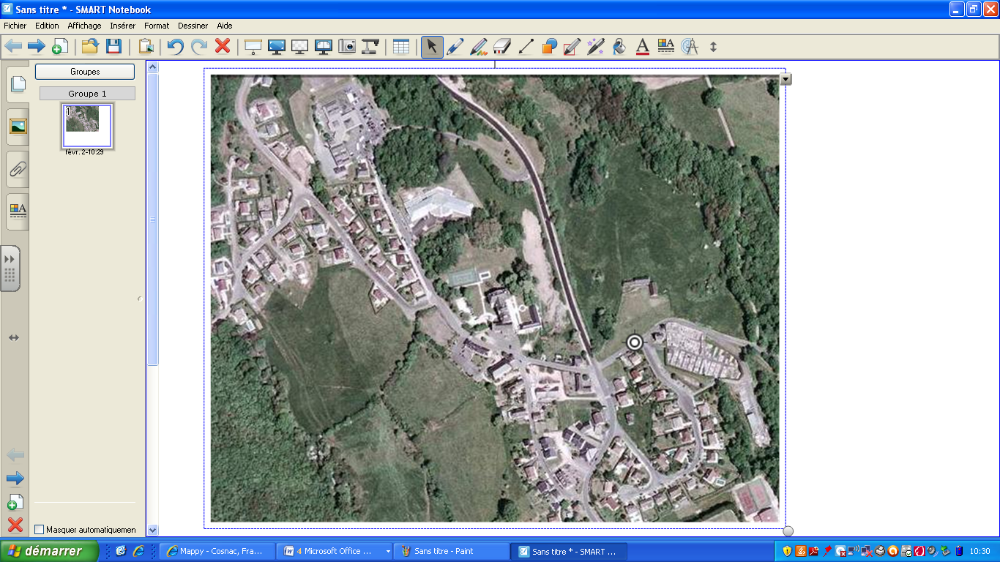 Sans titre * - SMART Notebook
Fichier Edition Affichage Insérer Format Dessiner Aide
Groupes
Groupe 1
1
févr. 2-10:29
Masquer automatiquemen
démarrer
Mappy - Cosnac, Fra...
4 Microsoft Office ...
Sans titre - Paint
Sans titre * - SMART ...
10:30